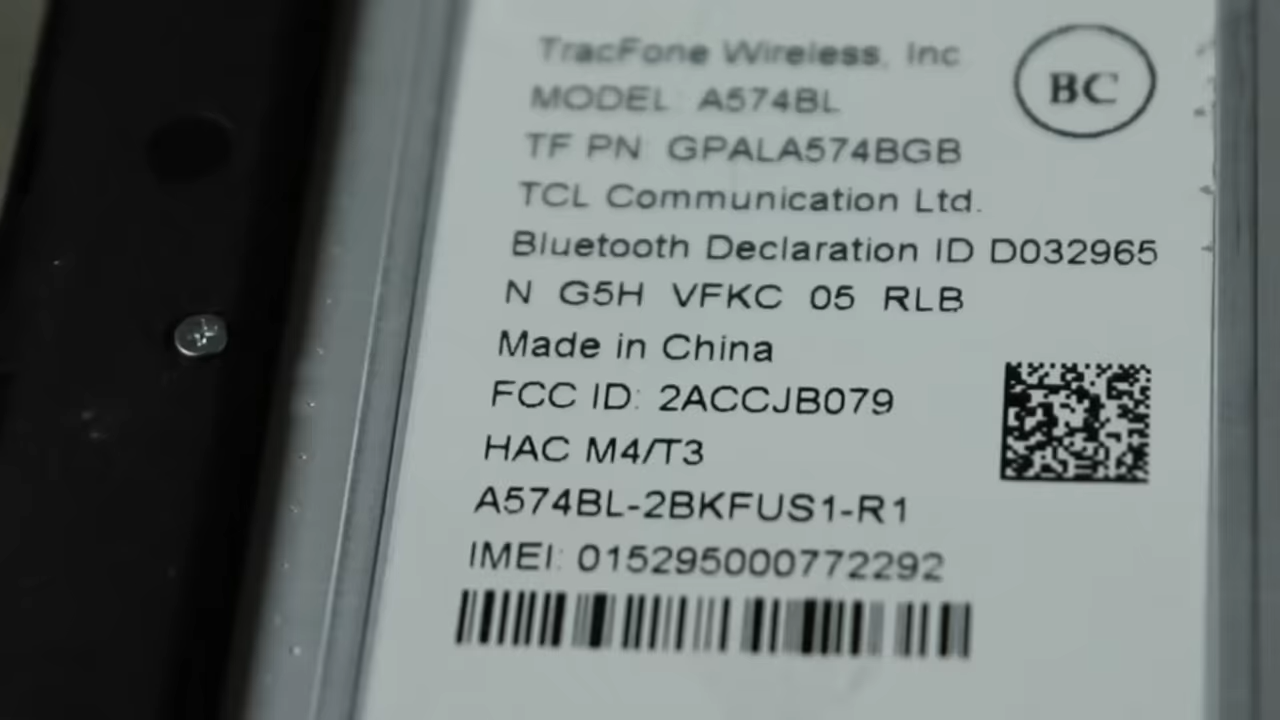 TracFone Wireless, Inc
BC
MODEL: A574BL
TF PN: GPALA574BGB
TCL Communication Ltd.
Bluetooth Declaration ID D032965
N G5H VFKC 05 RLB
Made in China
FCC ID: 2ACCJB079
HAC M4/T3
A574BL-2BKFUS1-R1
IMEI: 015295000772292